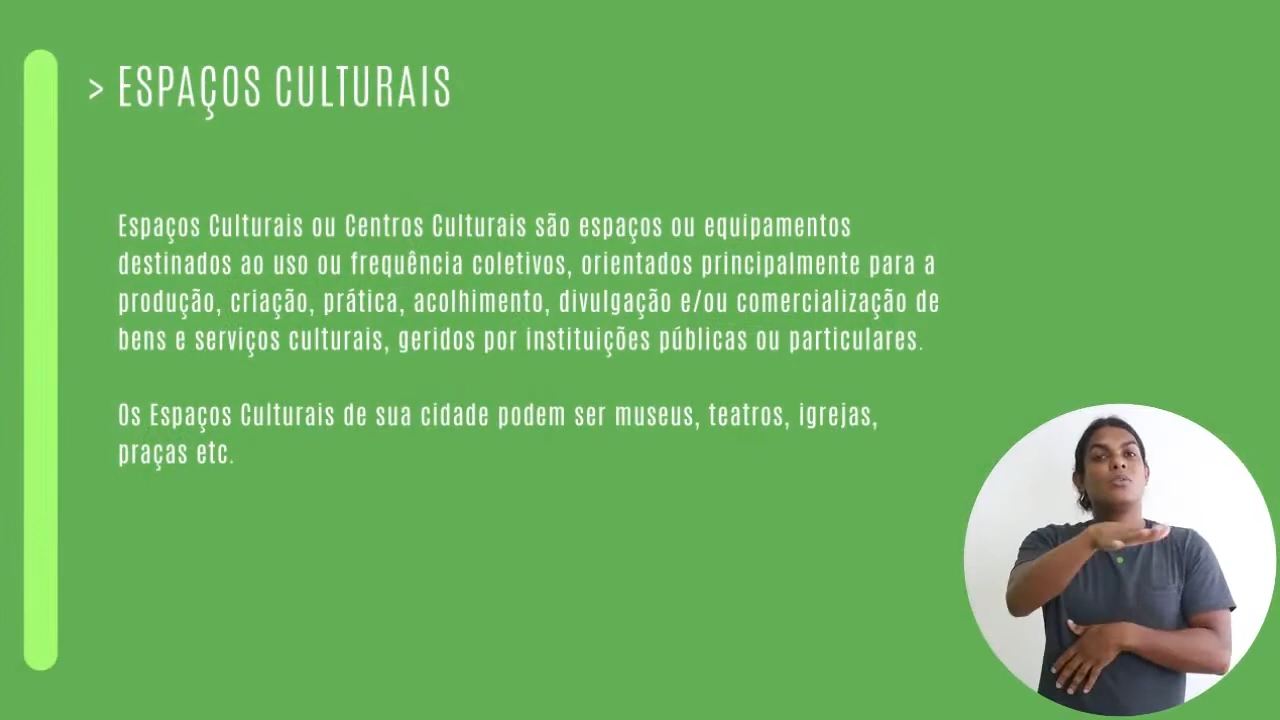 > ESPAÇOS CULTURAIS
Espaços Culturais ou Centros Culturais são espaços ou equipamentos
destinados ao uso ou frequência coletivos, orientados principalmente para a
produção, criação, prática, acolhimento, divulgação e/ou comercialização de
bens e serviços culturais, geridos por instituições públicas ou particulares.
Os Espaços Culturais de sua cidade podem ser museus, teatros, igrejas,
praças etc.